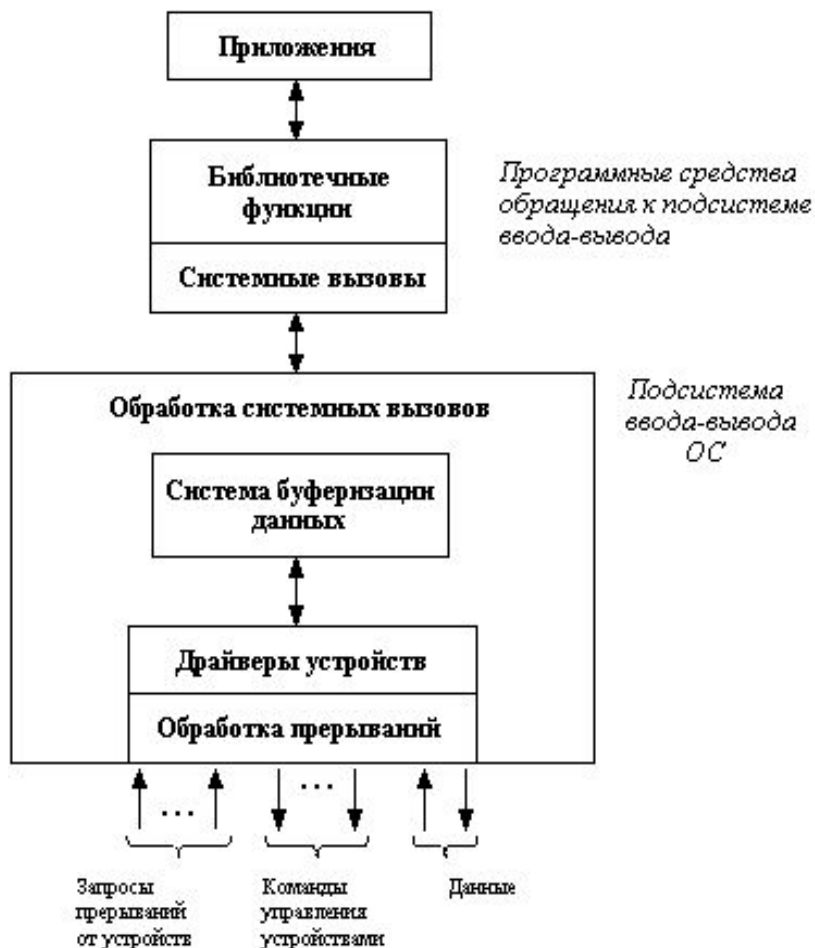 Приложения
Библиотечные
функции
Системные вызовы
Программные средства
обращения к подсистеме
ввода-вывода
Обработка системных вызовов
Подсистема
ввода-вывода
ОС
Система буферизации
данных
Драйверы устройств
Обработка прерываний
...
...
Запросы
прерываний
от устройств
Команды
управления
устройствами
Данные